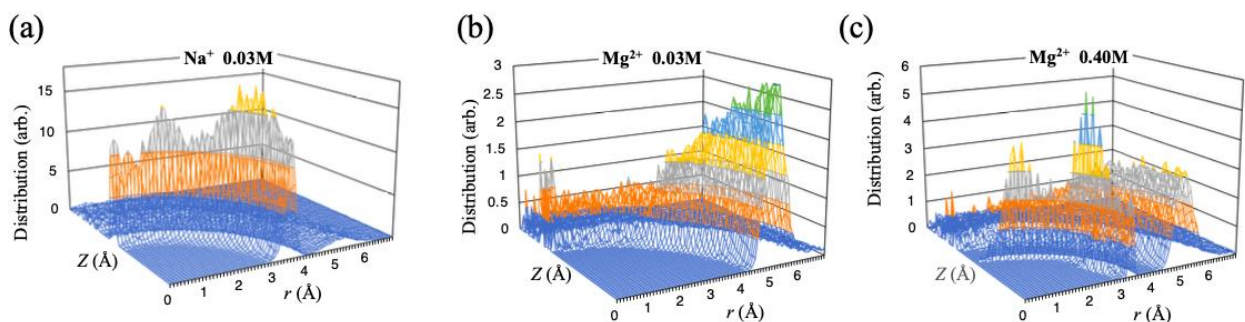 (a)
Na⁺ 0.03M
Distribution (arb.)
15
10
5
0
Z (Å)
0 1 2 3 4 5 6
r (Å)
(b)
Mg²⁺ 0.03M
Distribution (arb.)
3
2.5
2
1.5
1
0.5
0
Z (Å)
0 1 2 3 4 5 6
r (Å)
(c)
Mg²⁺ 0.40M
Distribution (arb.)
6
5
4
3
2
1
0
Z (Å)
0 1 2 3 4 5 6
r (Å)